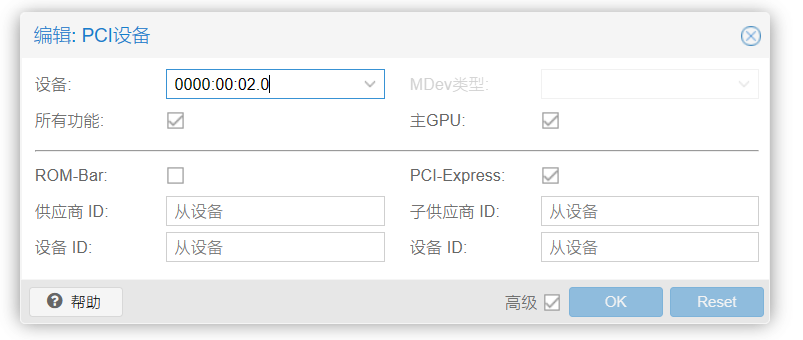 编辑: PCI设备
设备: 0000:00:02.0 MDev类型:
所有功能: 主GPU:
ROM-Bar: PCI-Express:
供应商 ID: 从设备 子供应商 ID: 从设备
设备 ID: 从设备 设备 ID: 从设备
帮助 高级 OK Reset